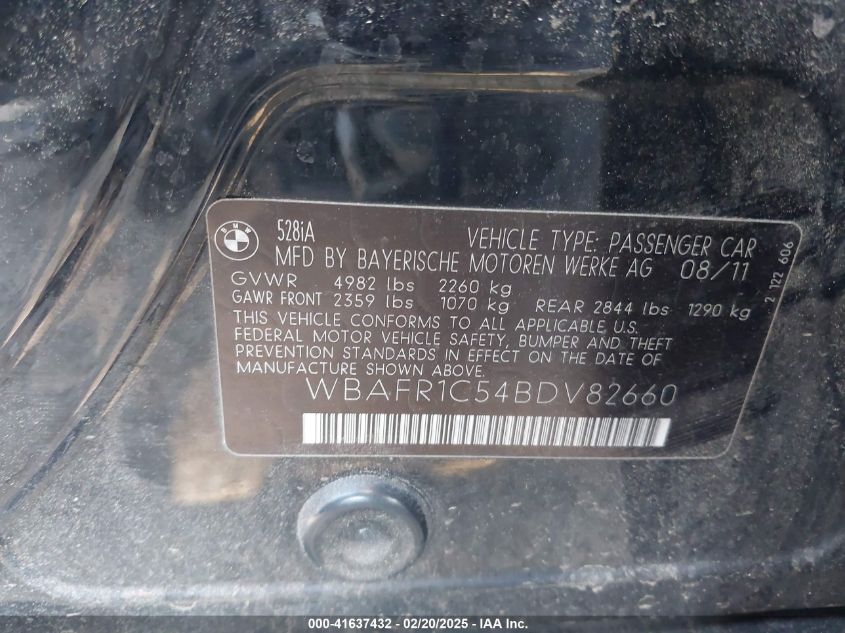 BMW
528iA
VEHICLE TYPE: PASSENGER CAR
MFD BY BAYERISCHE MOTOREN WERKE AG 08/11
GVWR 4982 lbs 2260 kg
GAWR FRONT 2359 lbs 1070 kg REAR 2844 lbs 1290 kg
THIS VEHICLE CONFORMS TO ALL APPLICABLE U.S.
FEDERAL MOTOR VEHICLE SAFETY, BUMPER AND THEFT
PREVENTION STANDARDS IN EFFECT ON THE DATE OF
MANUFACTURE SHOWN ABOVE.
WBAFR1C54BDV82660
2 122 606
000-41637432 - 02/20/2025 - IAA Inc.